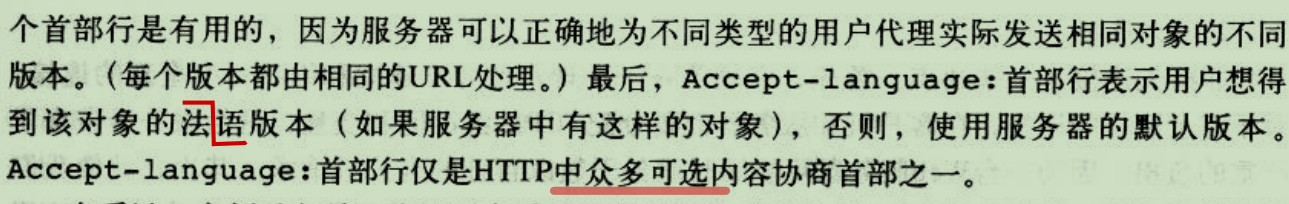 个首部行是有用的，因为服务器可以正确地为不同类型的用户代理实际发送相同对象的不同
版本。（每个版本都由相同的URL处理。）最后，Accept-language:首部行表示用户想得
到该对象的法语版本（如果服务器中有这样的对象），否则，使用服务器的默认版本。
Accept-language:首部行仅是HTTP中众多可选内容协商首部之一。